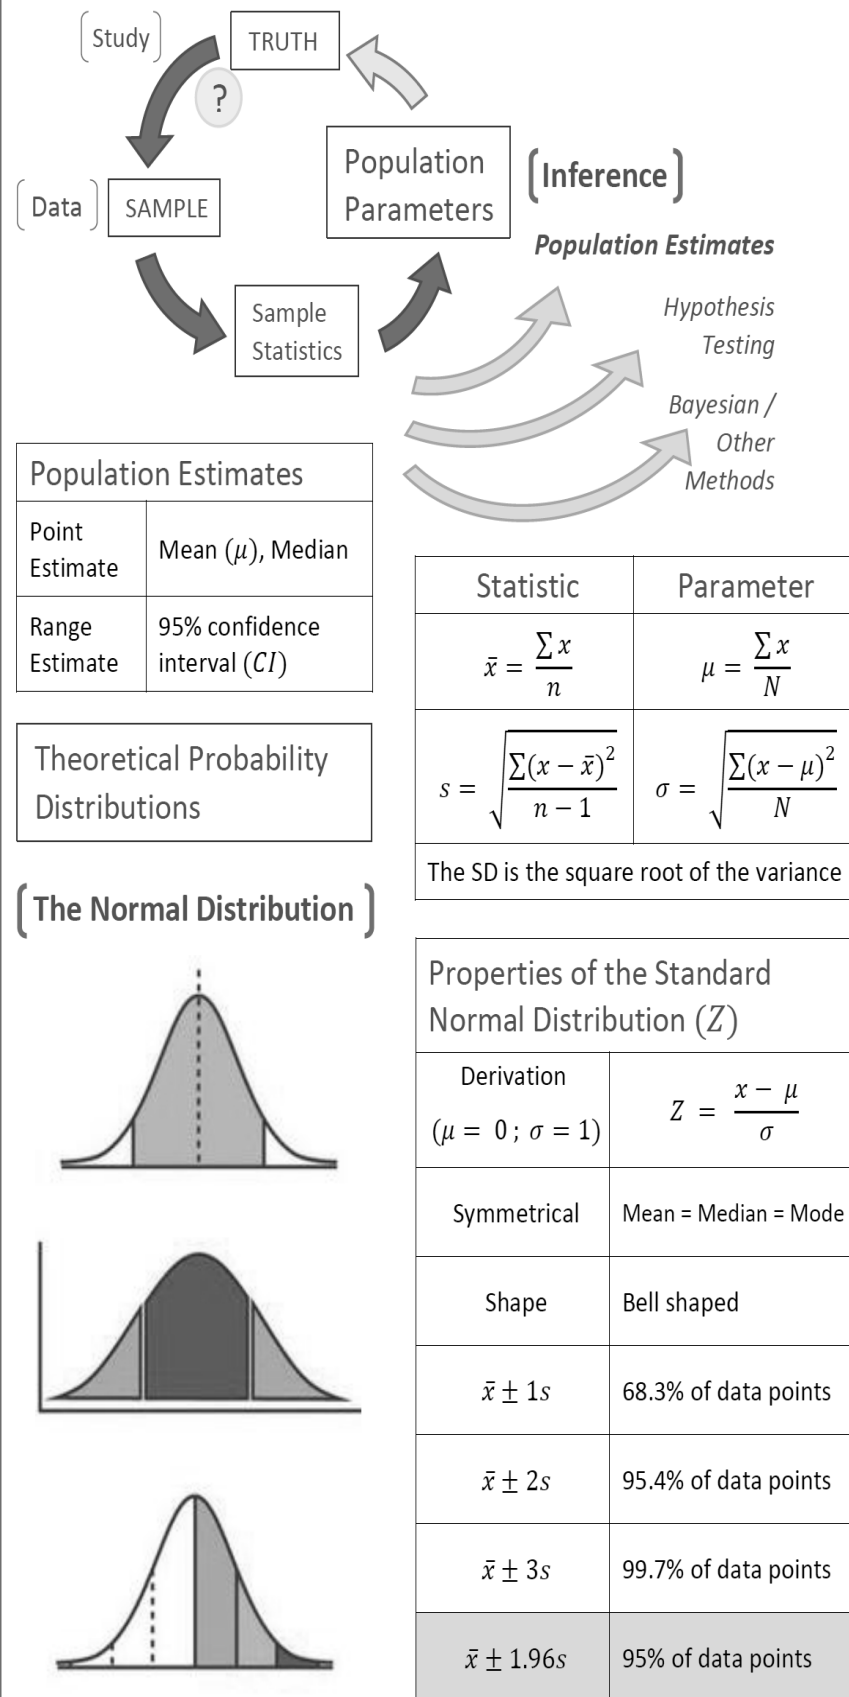 (Study)
TRUTH
?
Population
Parameters
(Inference)
(Data)
SAMPLE
Population Estimates
Sample
Statistics
Hypothesis
Testing
Bayesian /
Other
Methods
Population Estimates
Point
Estimate
Mean (μ), Median
Range
Estimate
95% confidence
interval (CI)
Statistic
Parameter
x̄ = ∑ x / n
μ = ∑ x / N
s = √(∑(x − x̄)² / (n − 1))
σ = √(∑(x − μ)² / N)
The SD is the square root of the variance
Theoretical Probability
Distributions
(The Normal Distribution)
Properties of the Standard
Normal Distribution (Z)
Derivation
(μ = 0 ; σ = 1)
Z = (x − μ) / σ
Symmetrical
Mean = Median = Mode
Shape
Bell shaped
x̄ ± 1s
68.3% of data points
x̄ ± 2s
95.4% of data points
x̄ ± 3s
99.7% of data points
x̄ ± 1.96s
95% of data points